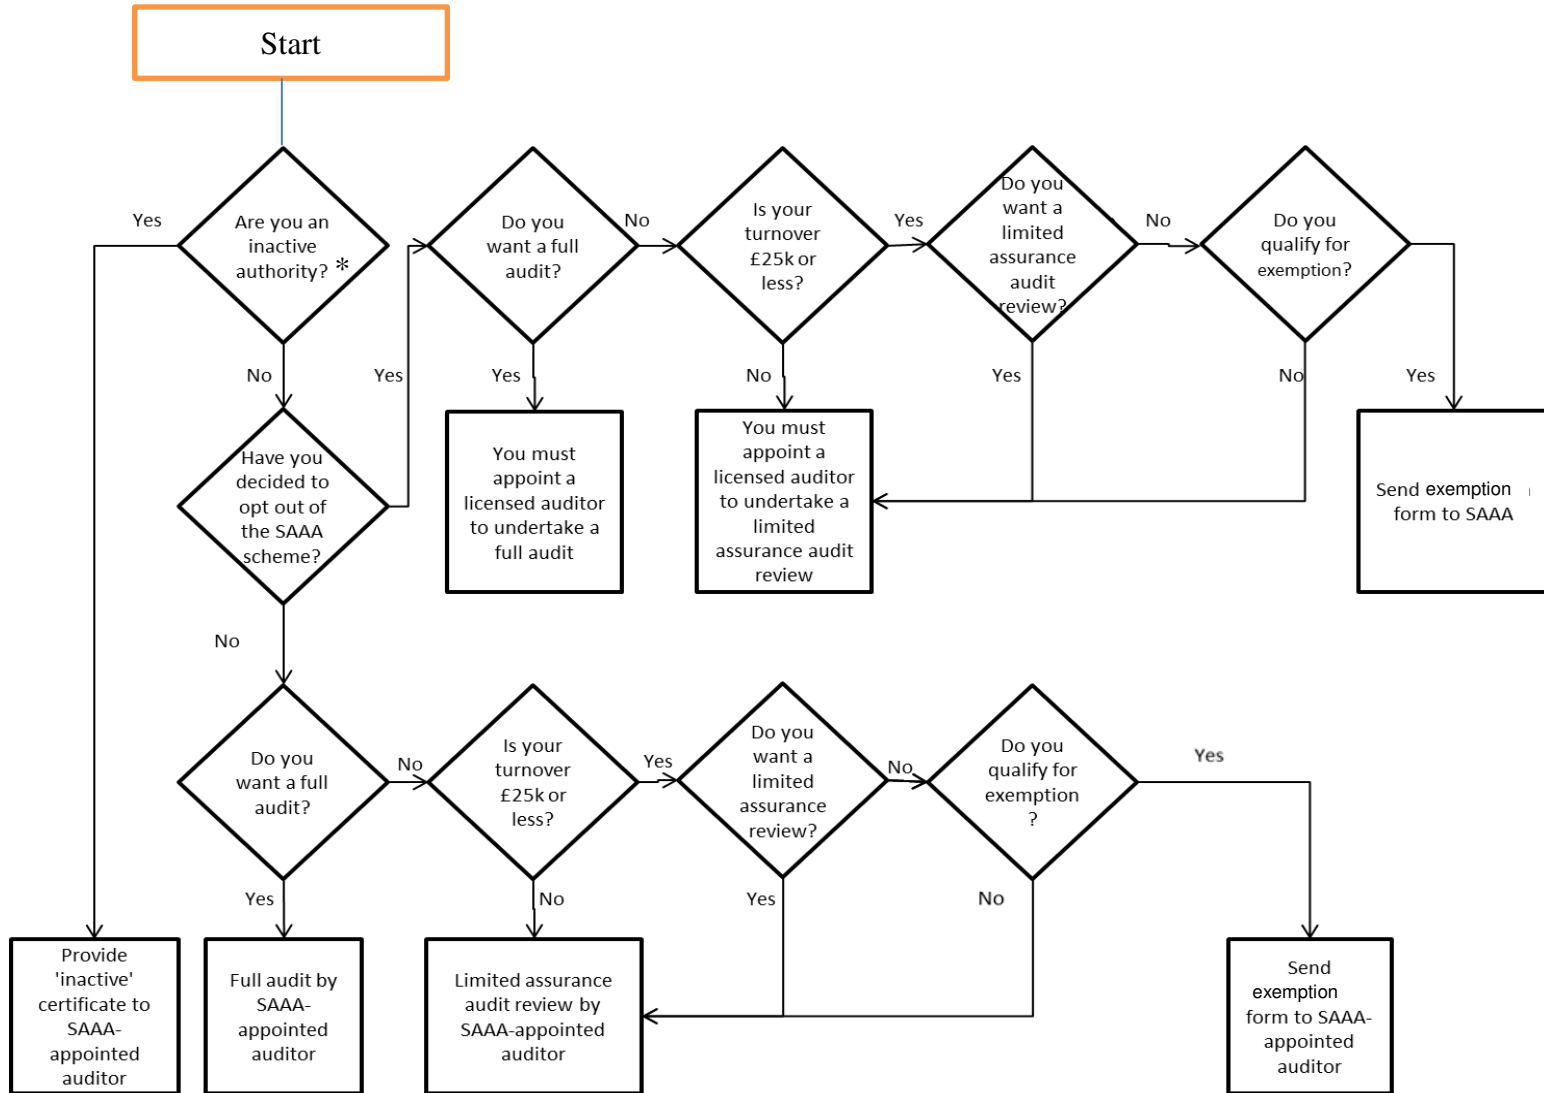 Start
Yes
Are you an
inactive
authority? *
No
Do you
want a full
audit?
No
Is your
turnover
£25k or
less?
Yes
Do you
want a
limited
assurance
audit
review?
No
Do you
qualify for
exemption?
No
Yes
Yes
No
Yes
No
Yes
Have you
decided to
opt out of
the SAAA
scheme?
You must
appoint a
licensed auditor
to undertake a
full audit
You must
appoint a
licensed auditor
to undertake a
limited
assurance audit
review
Send exemption
form to SAAA
No
Do you
want a full
audit?
No
Is your
turnover
£25k or
less?
Yes
Do you
want a
limited
assurance
review?
No
Do you
qualify for
exemption
?
Yes
Yes
No
Yes
No
Provide
'inactive'
certificate to
SAAA-
appointed
auditor
Full audit by
SAAA-
appointed
auditor
Limited assurance
audit review by
SAAA-appointed
auditor
Send
exemption
form to SAAA-
appointed
auditor